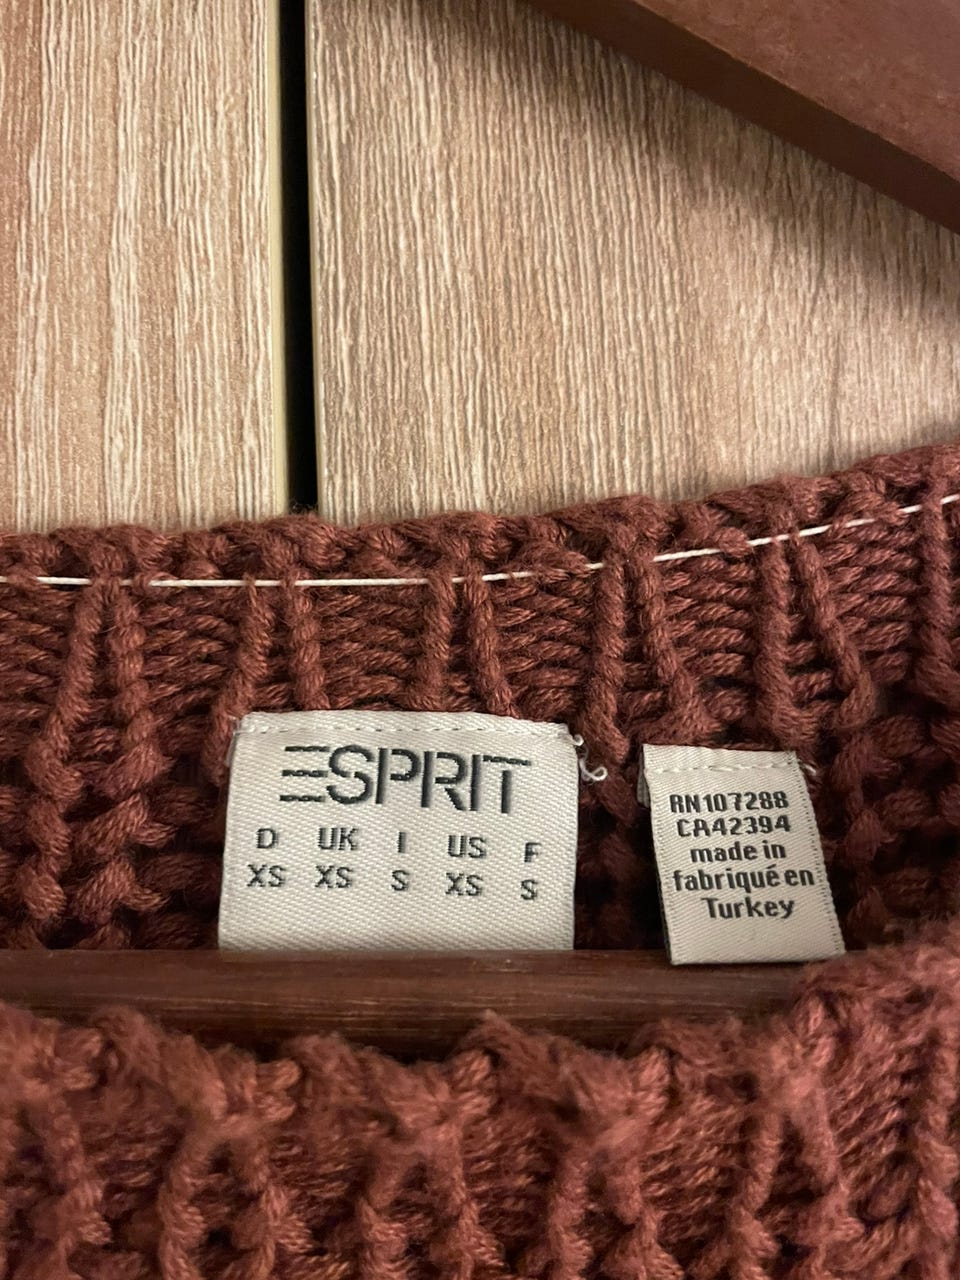 ESPRIT
D UK I US F
XS XS S XS S
RN107288
CA42394
made in
fabriqué en
Turkey